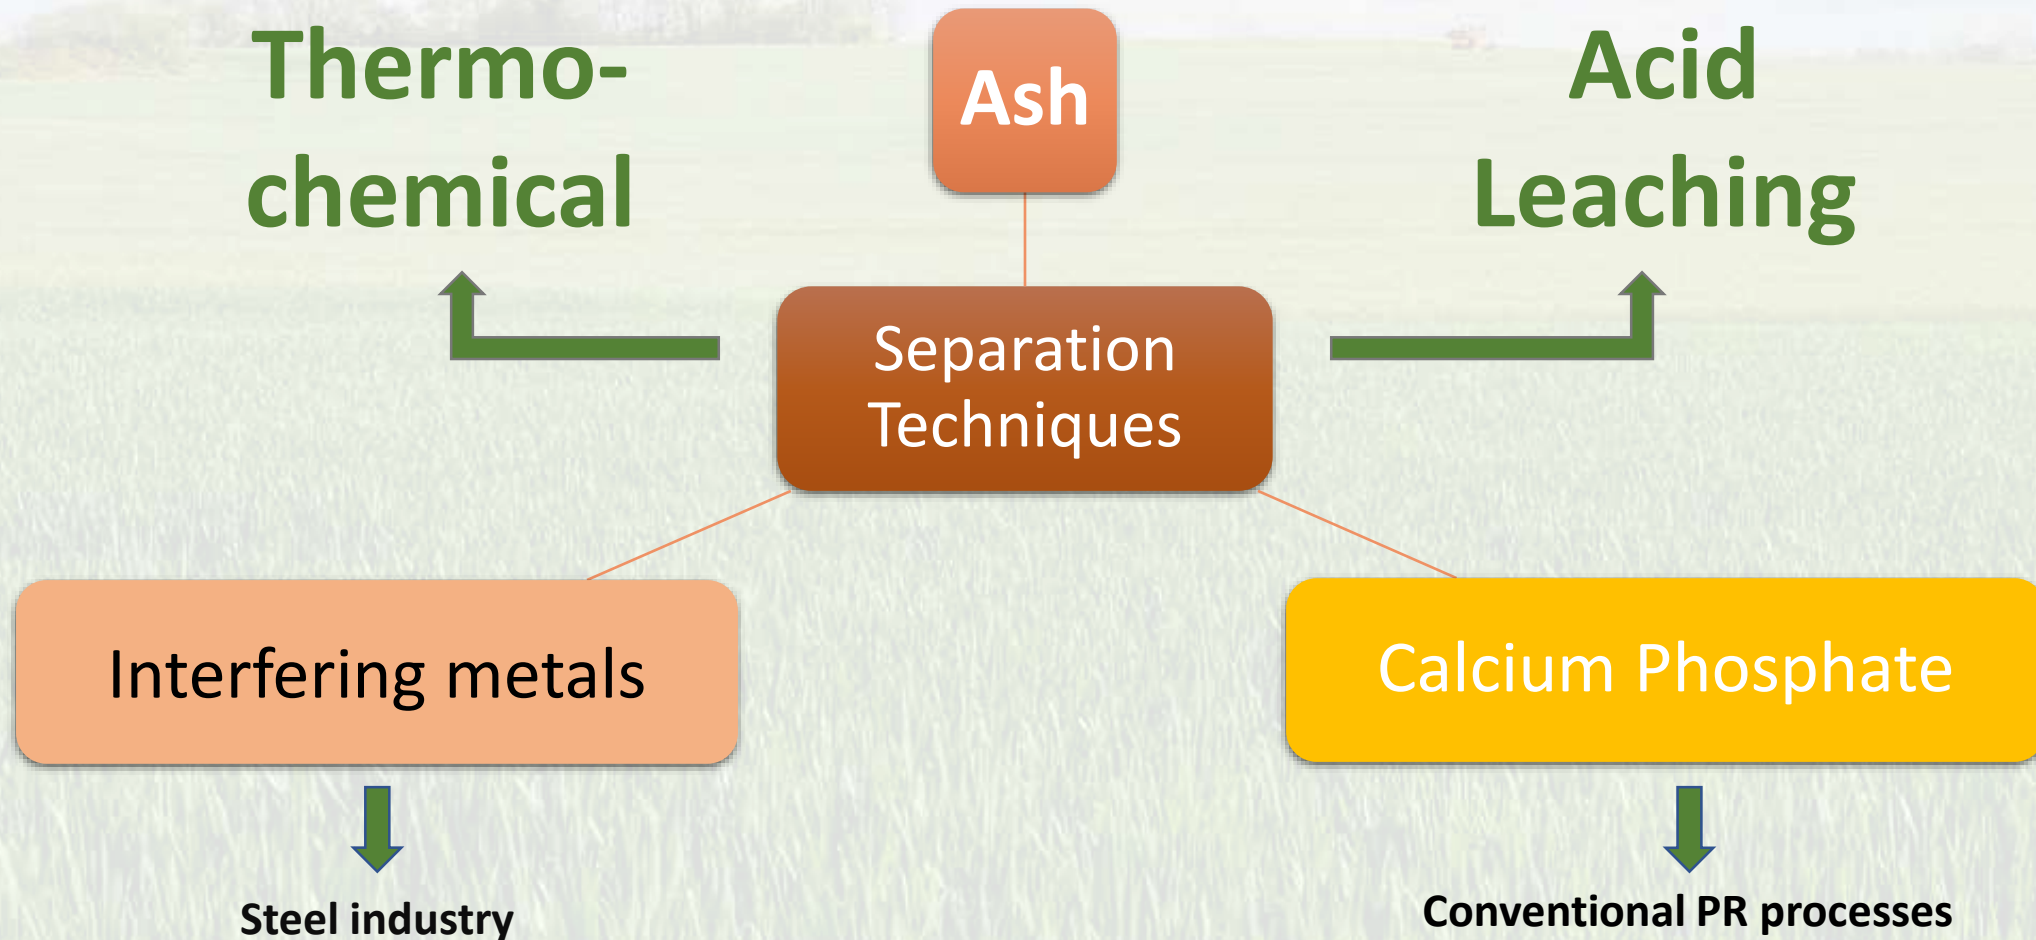 Thermo-
chemical
Ash
Acid
Leaching
Separation
Techniques
Interfering metals
Calcium Phosphate
Steel industry
Conventional PR processes